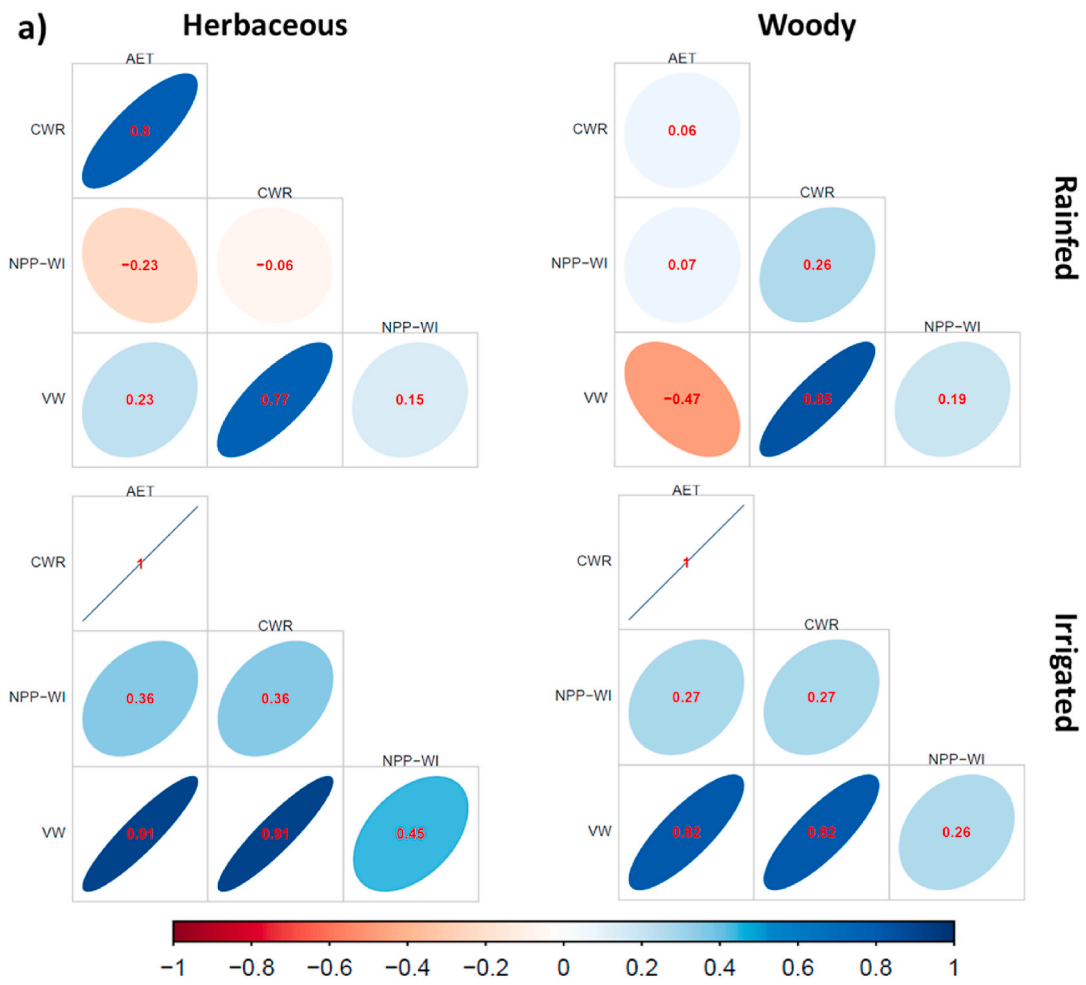 a)
Herbaceous
Woody
AET
CWR
0.8
CWR
NPP−WI
−0.23
−0.06
NPP−WI
VW
0.23
0.77
0.15
AET
CWR
0.06
CWR
NPP−WI
0.07
0.26
NPP−WI
VW
−0.47
0.85
0.19
Rainfed
AET
CWR
1
CWR
NPP−WI
0.36
0.36
NPP−WI
VW
0.91
0.91
0.45
AET
CWR
1
CWR
NPP−WI
0.27
0.27
NPP−WI
VW
0.82
0.82
0.26
Irrigated
−1 −0.8 −0.6 −0.4 −0.2 0 0.2 0.4 0.6 0.8 1